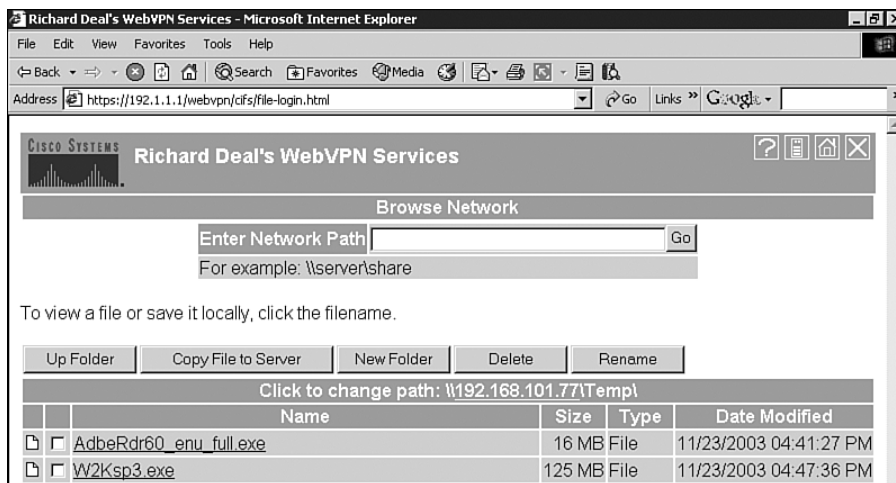 Richard Deal's WebVPN Services - Microsoft Internet Explorer
File Edit View Favorites Tools Help
Back Search Favorites Media
Address https://192.1.1.1/webvpn/cifs/file-login.html Go Links » Google
CISCO SYSTEMS
Richard Deal's WebVPN Services
Browse Network
Enter Network Path Go
For example: \\server\share
To view a file or save it locally, click the filename.
Up Folder Copy File to Server New Folder Delete Rename
Click to change path: \\192.168.101.77\Temp\
Name Size Type Date Modified
AdbeRdr60_enu_full.exe 16 MB File 11/23/2003 04:41:27 PM
W2Ksp3.exe 125 MB File 11/23/2003 04:47:36 PM